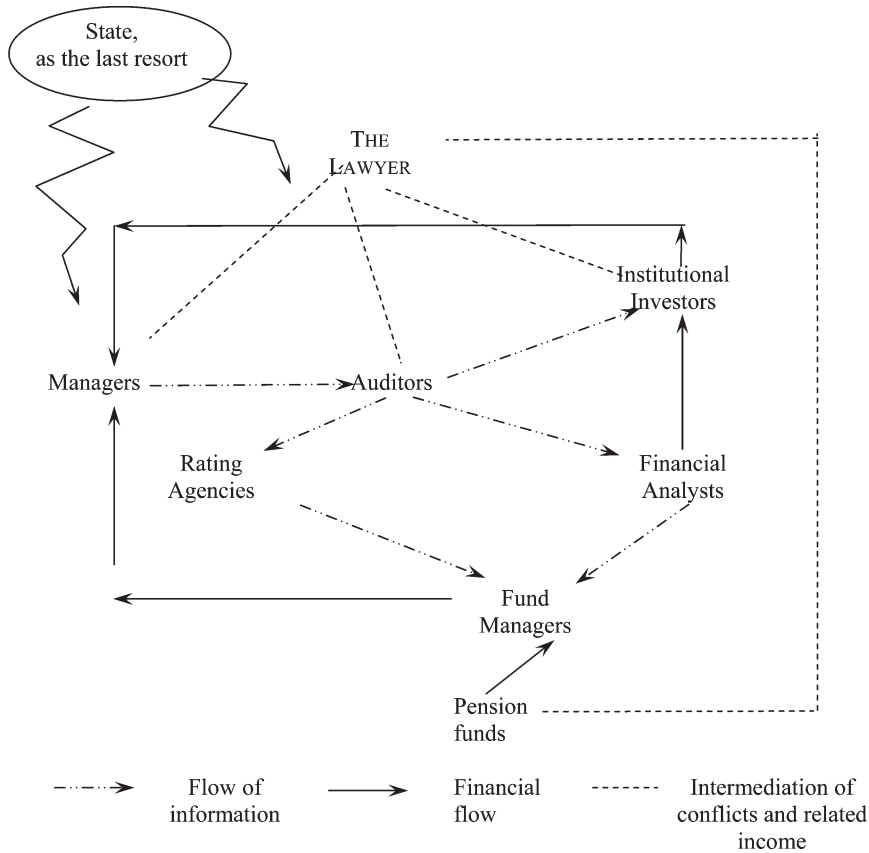 State,
as the last resort
THE
LAWYER
Institutional
Investors
Managers
Auditors
Rating
Agencies
Financial
Analysts
Fund
Managers
Pension
funds
Flow of
information
Financial
flow
Intermediation of
conflicts and related
income